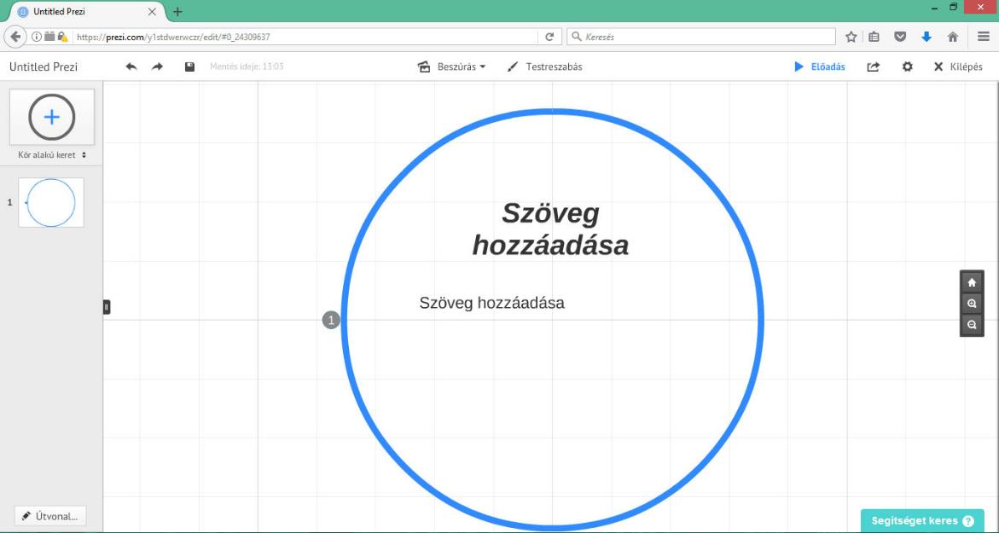 Untitled Prezi
https://prezi.com/y1stdwerwczr/edit/#0_24309637
Keresés
Untitled Prezi
Mentés ideje: 13:03
Beszúrás
Testreszabás
Előadás
Kilépés
Kör alakú keret
1
Szöveg
hozzáadása
Szöveg hozzáadása
1
Útvonal...
Segítséget keres ?